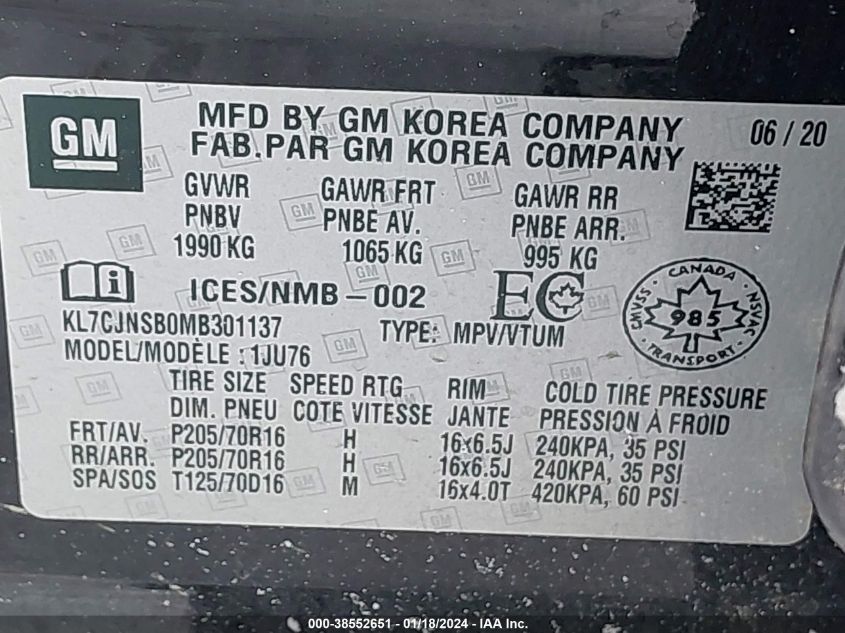 GM
MFD BY GM KOREA COMPANY 06 / 20
FAB.PAR GM KOREA COMPANY
GVWR GAWR FRT GAWR RR
PNBV PNBE AV. PNBE ARR.
1990 KG 1065 KG 995 KG
ICES/NMB-002 EC
CMVSS CANADA NSVAC
985
TRANSPORT
KL7CJNSB0MB301137 TYPE: MPV/VTUM
MODEL/MODÈLE : 1JU76
TIRE SIZE SPEED RTG RIM COLD TIRE PRESSURE
DIM. PNEU COTE VITESSE JANTE PRESSION À FROID
FRT/AV. P205/70R16 H 16x6.5J 240KPA, 35 PSI
RR/ARR. P205/70R16 H 16x6.5J 240KPA, 35 PSI
SPA/SOS T125/70D16 M 16x4.0T 420KPA, 60 PSI
000-38552651 - 01/18/2024 - IAA Inc.